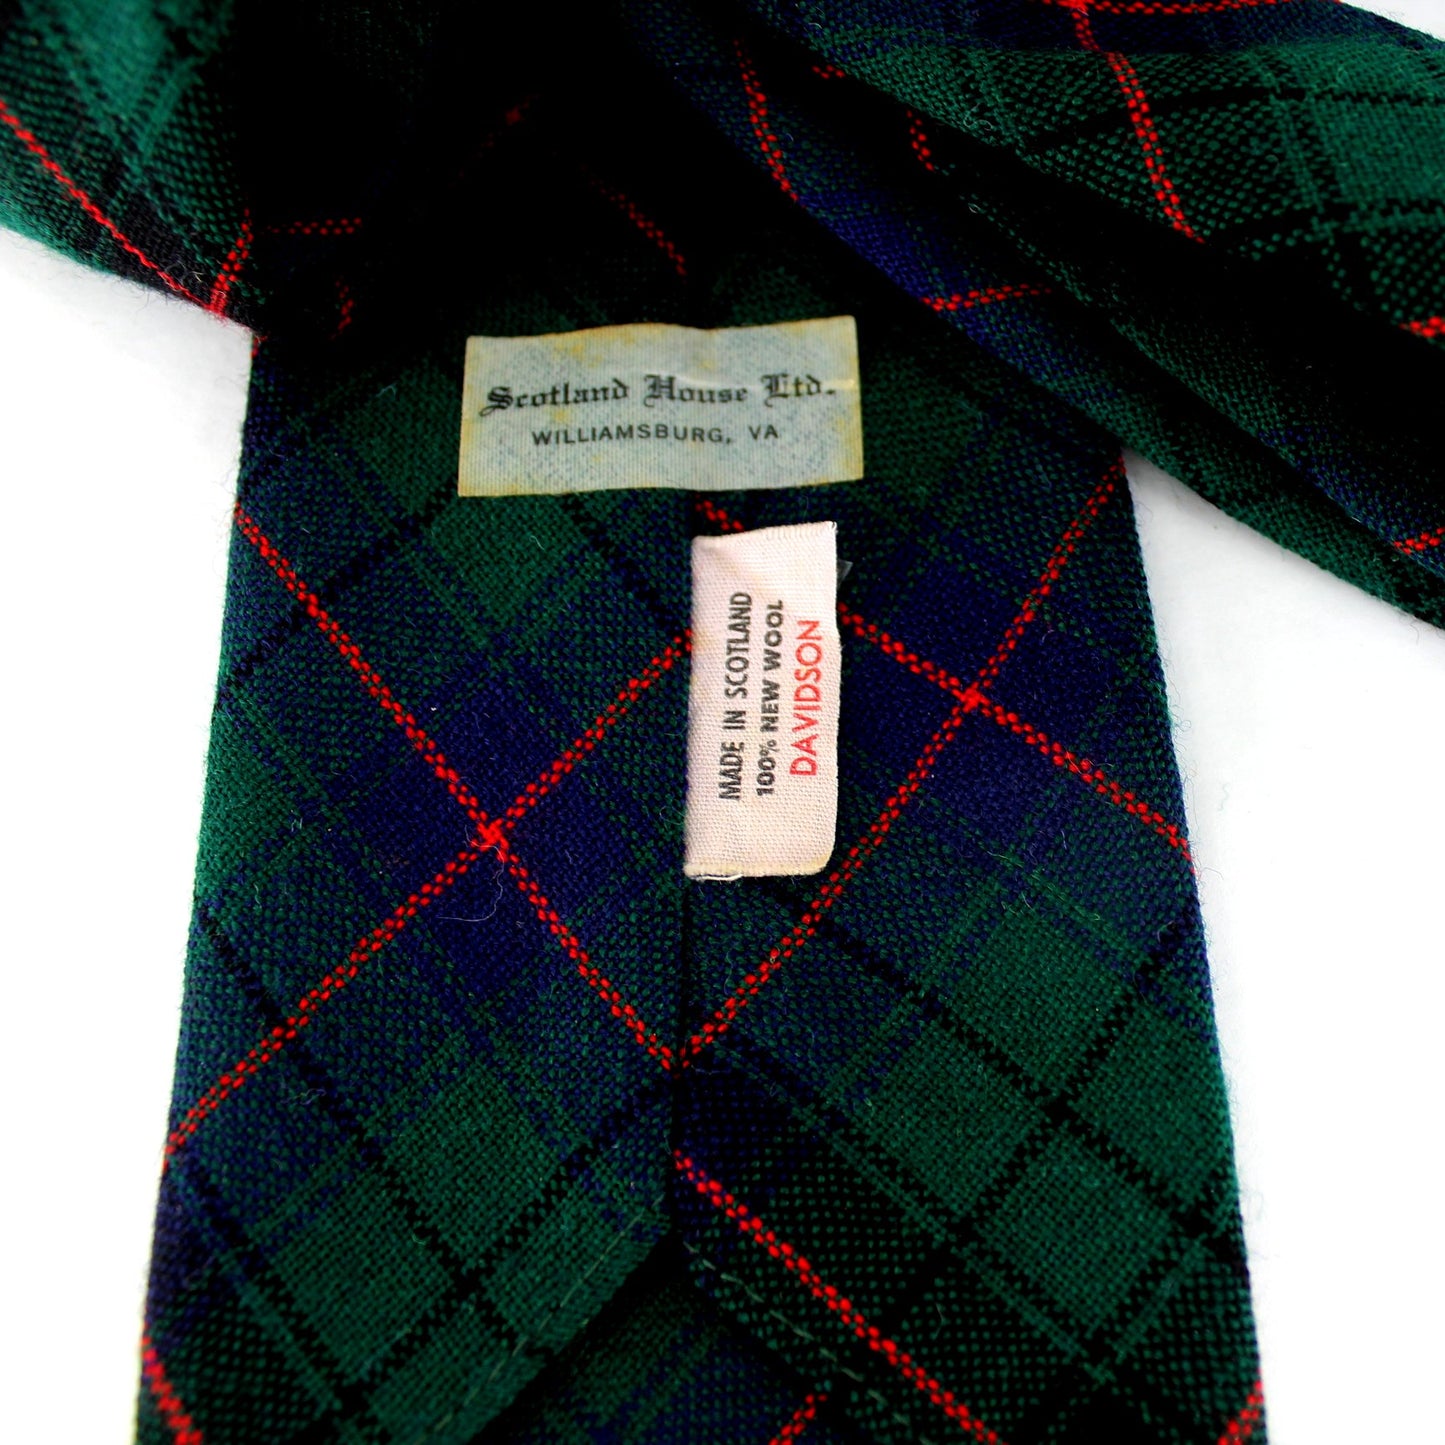 Scotland House Ltd.
WILLIAMSBURG, VA
MADE IN SCOTLAND
100% NEW WOOL
DAVIDSON